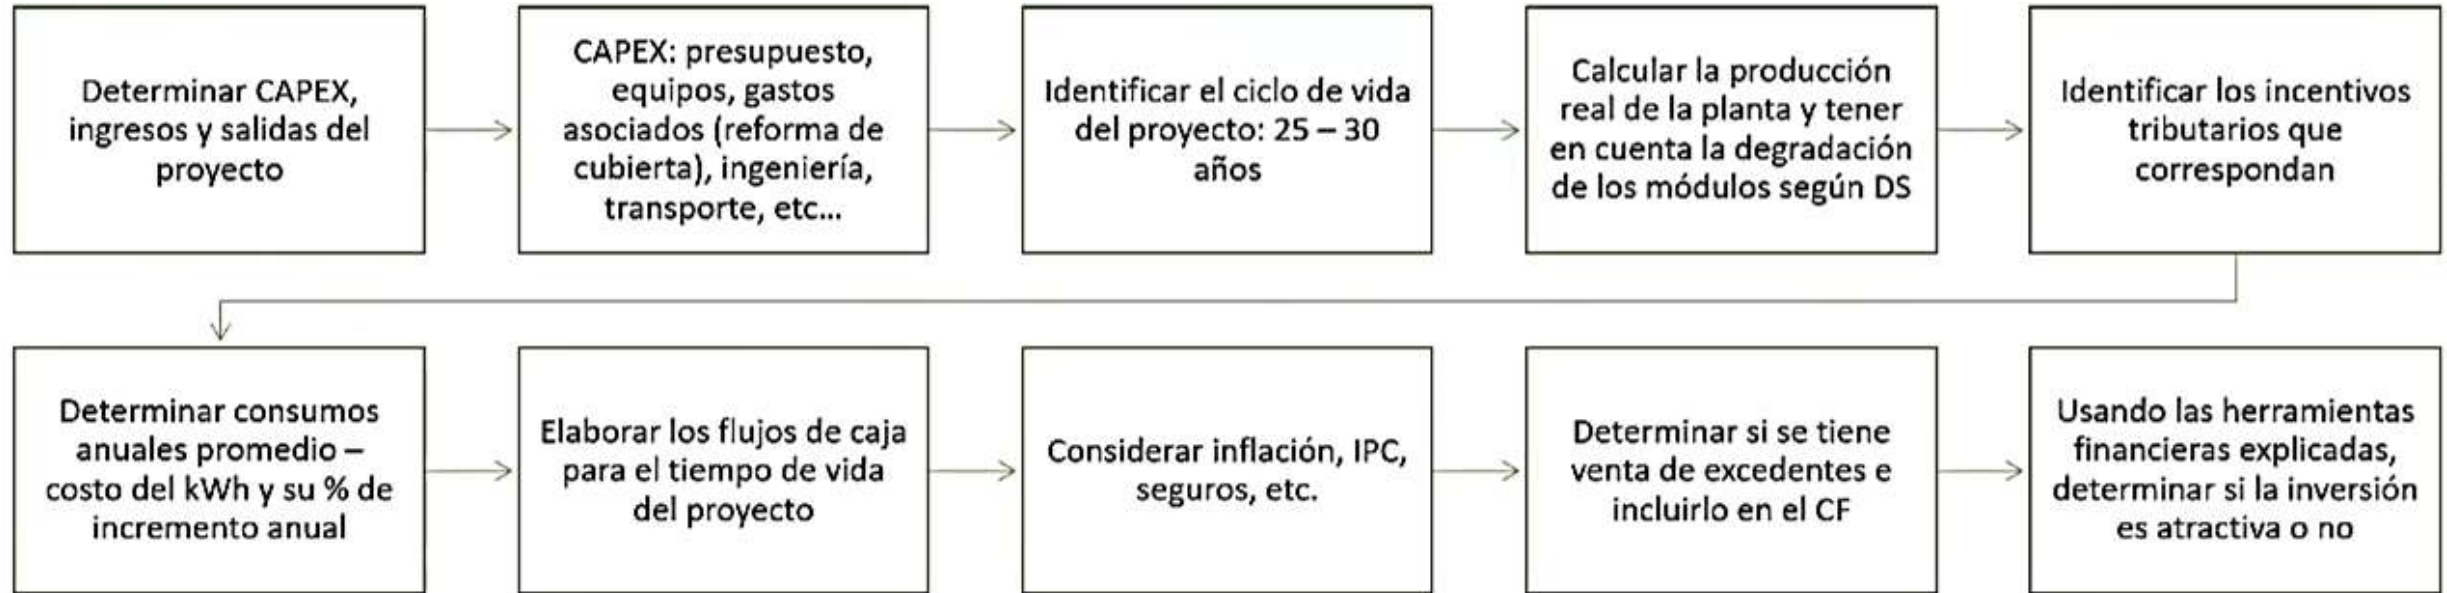 Determinar CAPEX,
ingresos y salidas del
proyecto
CAPEX: presupuesto,
equipos, gastos
asociados (reforma de
cubierta), ingeniería,
transporte, etc...
Identificar el ciclo de vida
del proyecto: 25 – 30
años
Calcular la producción
real de la planta y tener
en cuenta la degradación
de los módulos según DS
Identificar los incentivos
tributarios que
correspondan
Determinar consumos
anuales promedio –
costo del kWh y su % de
incremento anual
Elaborar los flujos de caja
para el tiempo de vida
del proyecto
Considerar inflación, IPC,
seguros, etc.
Determinar si se tiene
venta de excedentes e
incluirlo en el CF
Usando las herramientas
financieras explicadas,
determinar si la inversión
es atractiva o no